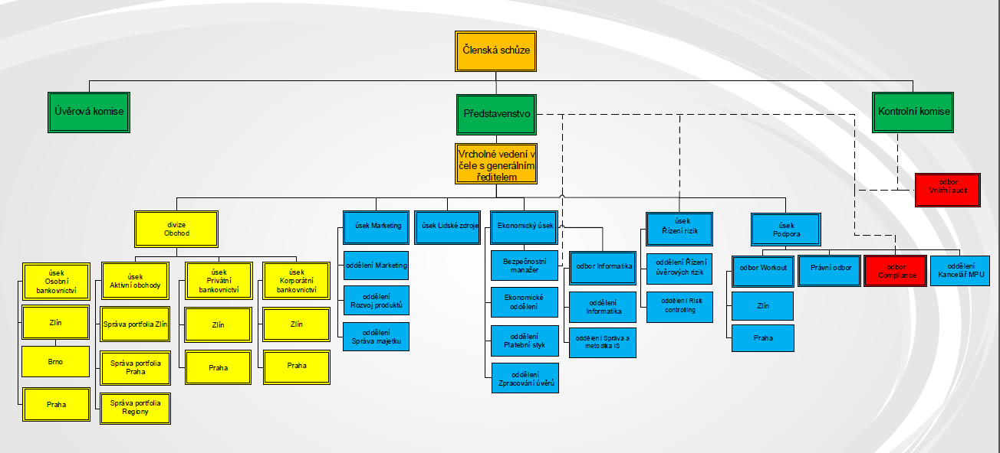 Členská schůze
Úvěrová komise
Představenstvo
Kontrolní komise
Vrcholné vedení v
čele s generálním
ředitelem
odbor
Vnitřní audit
divize
Obchod
úsek Marketing
úsek Lidské zdroje
Ekonomický úsek
úsek
Řízení rizik
úsek
Podpora
úsek
Osobní
bankovnictví
úsek
Aktivní obchody
úsek
Privátní
bankovnictví
úsek
Korporátní
bankovnictví
oddělení Marketing
Bezpečnostní
manažer
odbor Informatika
oddělení Řízení
úvěrových rizik
odbor Workout
Právní odbor
odbor
Compliance
oddělení
Kancelář MPU
Zlín
Správa portfolia Zlín
Zlín
Zlín
oddělení
Rozvoj produktů
Ekonomické
oddělení
oddělení
Informatika
oddělení Risk
controlling
Zlín
Brno
Správa portfolia
Praha
Praha
Praha
oddělení
Správa majetku
oddělení
Platební styk
oddělení Správa a
metodika IS
Praha
Praha
Správa portfolia
Regiony
oddělení
Zpracování úvěrů